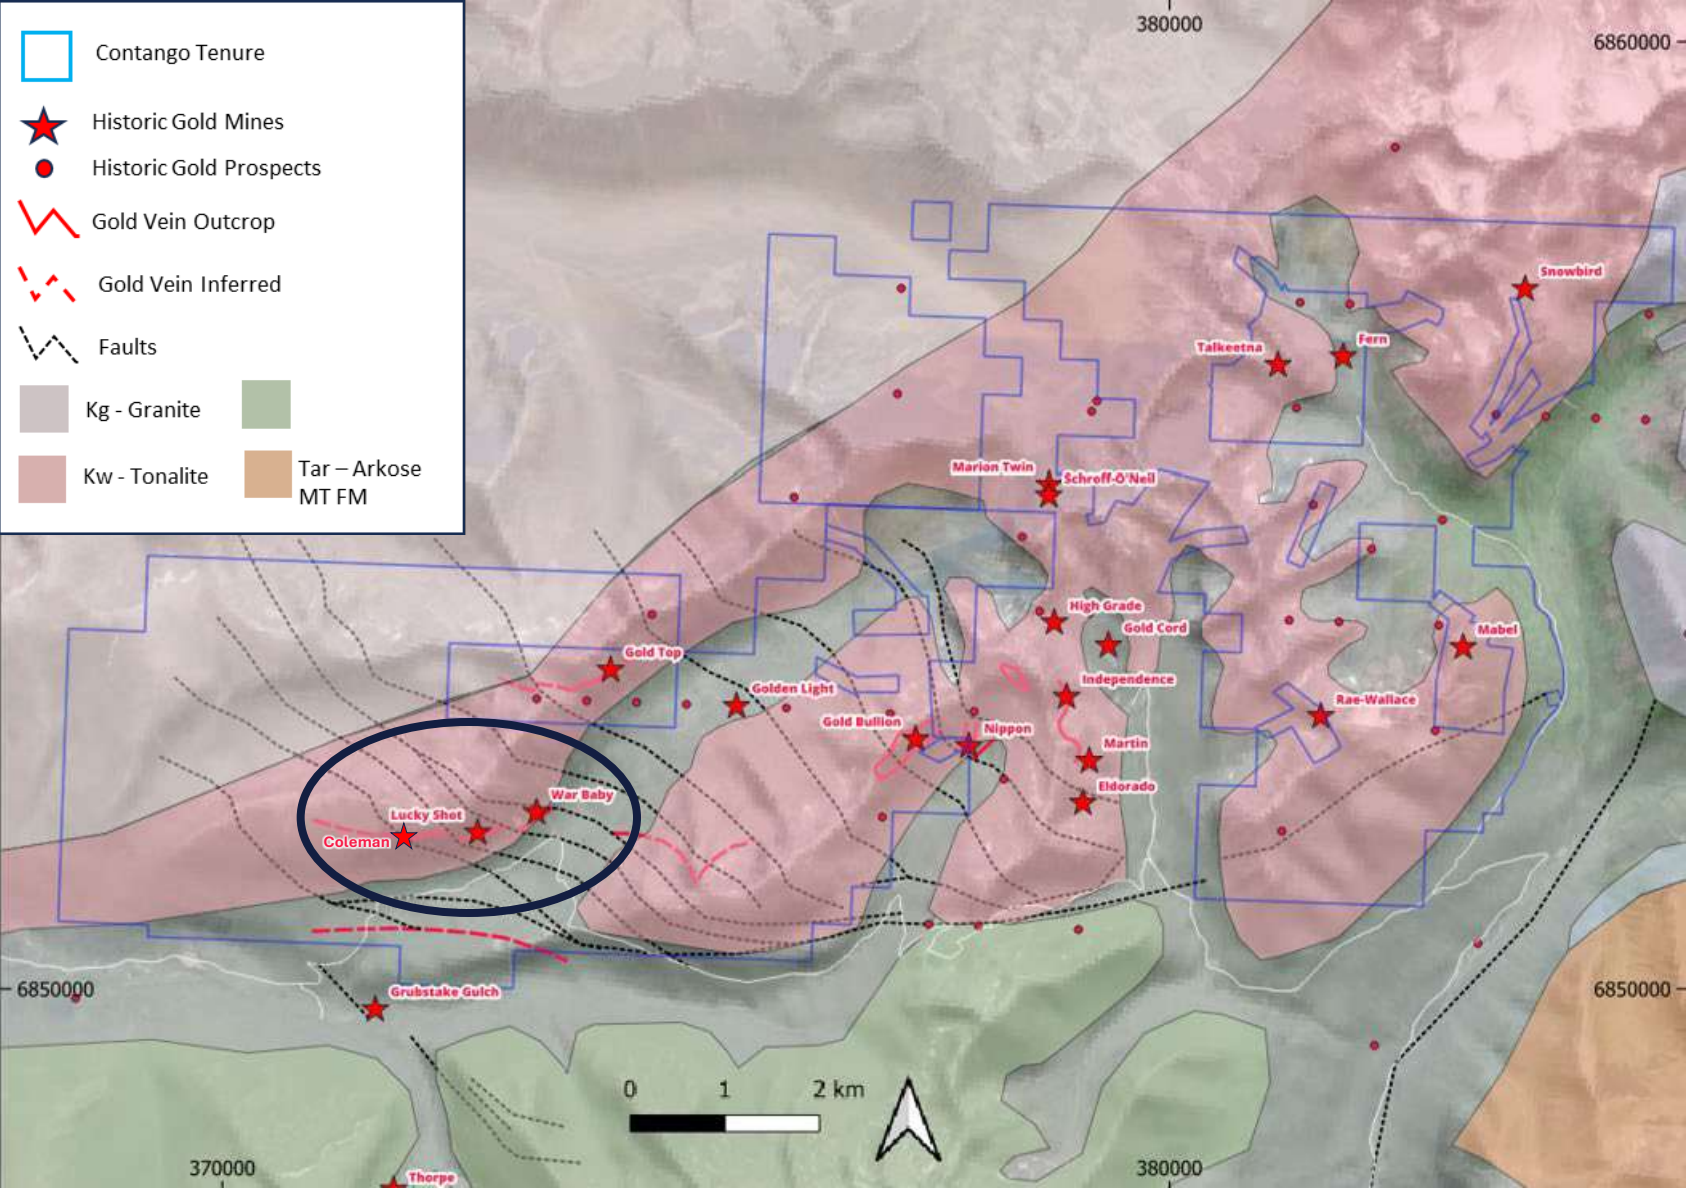 Contango Tenure
Historic Gold Mines
Historic Gold Prospects
Gold Vein Outcrop
Gold Vein Inferred
Faults
Kg - Granite
Kw - Tonalite
Tar – Arkose
MT FM
380000
6860000
Snowbird
Talkeetna
Fern
Marion Twin
Schroff-O'Neil
High Grade
Gold Cord
Mabel
Gold Top
Independence
Golden Light
Rae-Wallace
Gold Bullion
Nippon
Martin
Eldorado
War Baby
Lucky Shot
Coleman
6850000
Grubstake Gulch
6850000
0 1 2 km
370000
380000
Thorpe